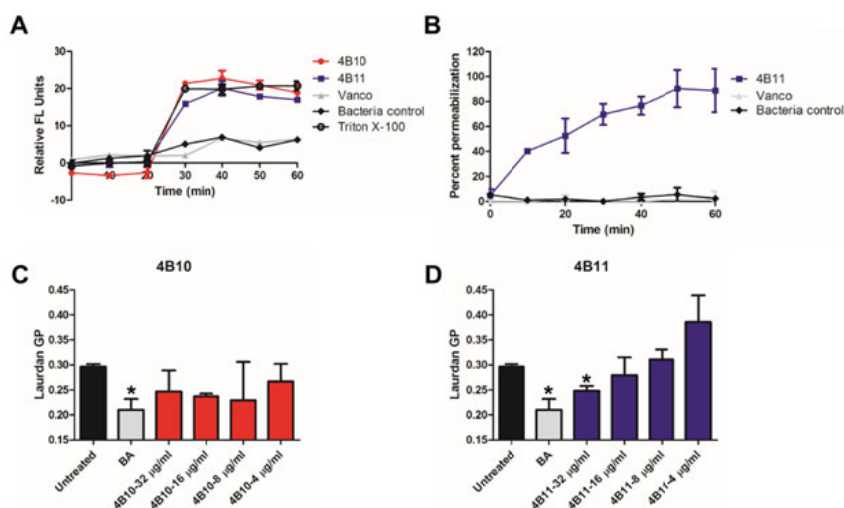 A
Relative FL Units
30
20
10
0
-10
10 20 30 40 50 60
Time (min)
4B10
4B11
Vanco
Bacteria control
Triton X-100
B
Percent permeabilization
120
100
80
60
40
20
0
0 20 40 60
Time (min)
4B11
Vanco
Bacteria control
C
4B10
Laurdan GP
0.45
0.40
0.35
0.30
0.25
0.20
0.15
*
Untreated
BA
4B10-32 µg/ml
4B10-16 µg/ml
4B10-8 µg/ml
4B10-4 µg/ml
D
4B11
Laurdan GP
0.45
0.40
0.35
0.30
0.25
0.20
0.15
* *
Untreated
BA
4B11-32 µg/ml
4B11-16 µg/ml
4B11-8 µg/ml
4B11-4 µg/ml